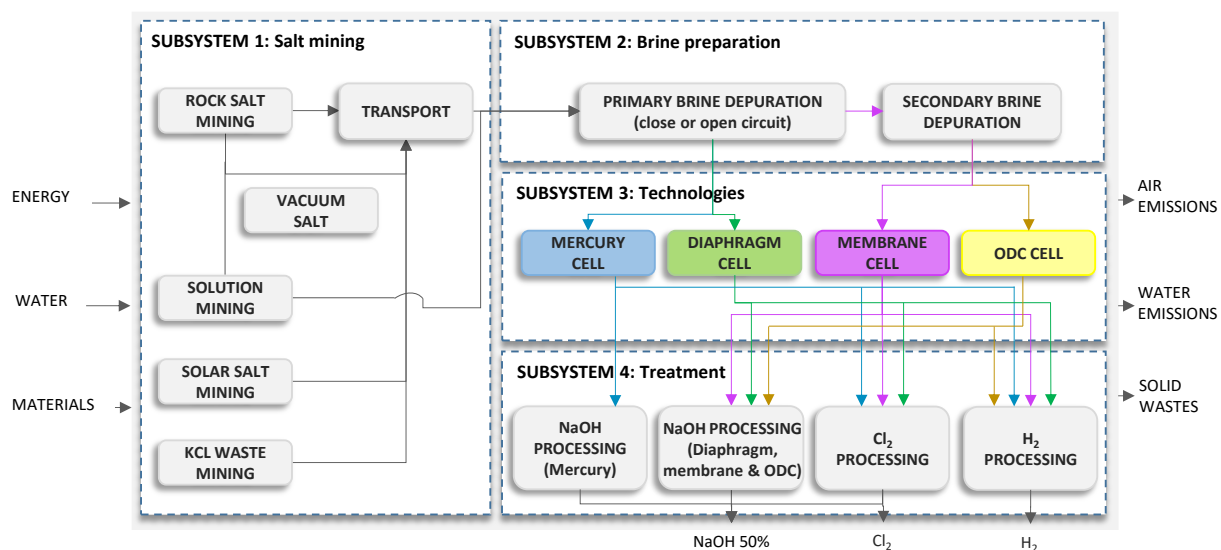 SUBSYSTEM 1: Salt mining
ROCK SALT
MINING
TRANSPORT
VACUUM
SALT
SOLUTION
MINING
SOLAR SALT
MINING
KCL WASTE
MINING
ENERGY
WATER
MATERIALS
SUBSYSTEM 2: Brine preparation
PRIMARY BRINE DEPURATION
(close or open circuit)
SECONDARY BRINE
DEPURATION
SUBSYSTEM 3: Technologies
MERCURY
CELL
DIAPHRAGM
CELL
MEMBRANE
CELL
ODC CELL
SUBSYSTEM 4: Treatment
NaOH
PROCESSING
(Mercury)
NaOH PROCESSING
(Diaphragm,
membrane & ODC)
Cl₂
PROCESSING
H₂
PROCESSING
AIR
EMISSIONS
WATER
EMISSIONS
SOLID
WASTES
NaOH 50%
Cl₂
H₂